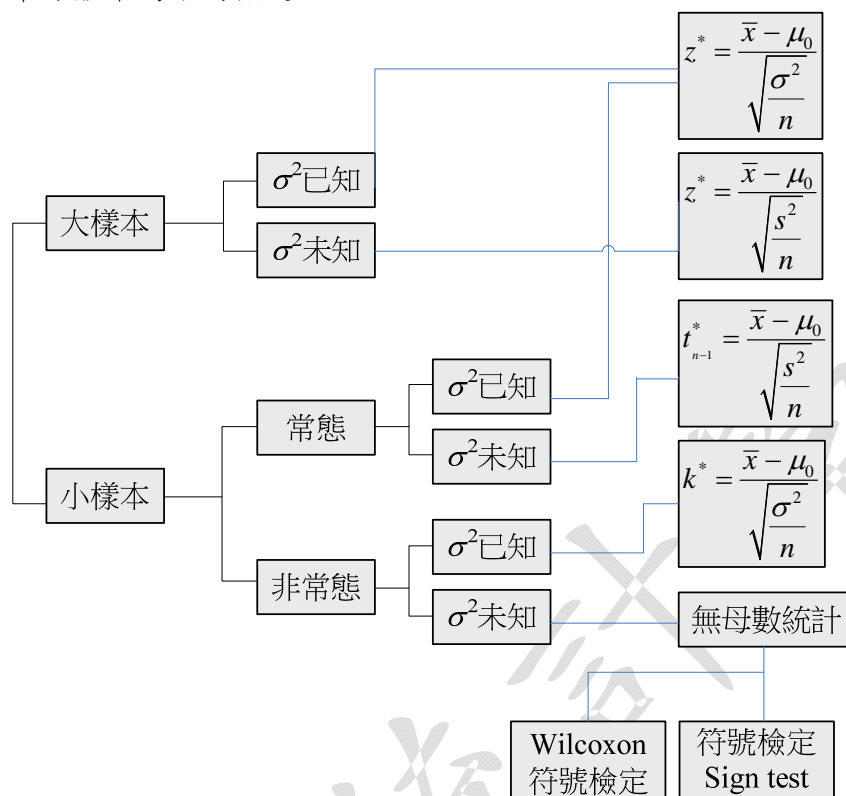 z* = (x̄ − μ₀) / √(σ²/n)
σ²已知
z* = (x̄ − μ₀) / √(s²/n)
大樣本
σ²未知
t*ₙ₋₁ = (x̄ − μ₀) / √(s²/n)
σ²已知
常態
σ²未知
k* = (x̄ − μ₀) / √(σ²/n)
小樣本
σ²已知
非常態
σ²未知
無母數統計
Wilcoxon
符號檢定
符號檢定
Sign test